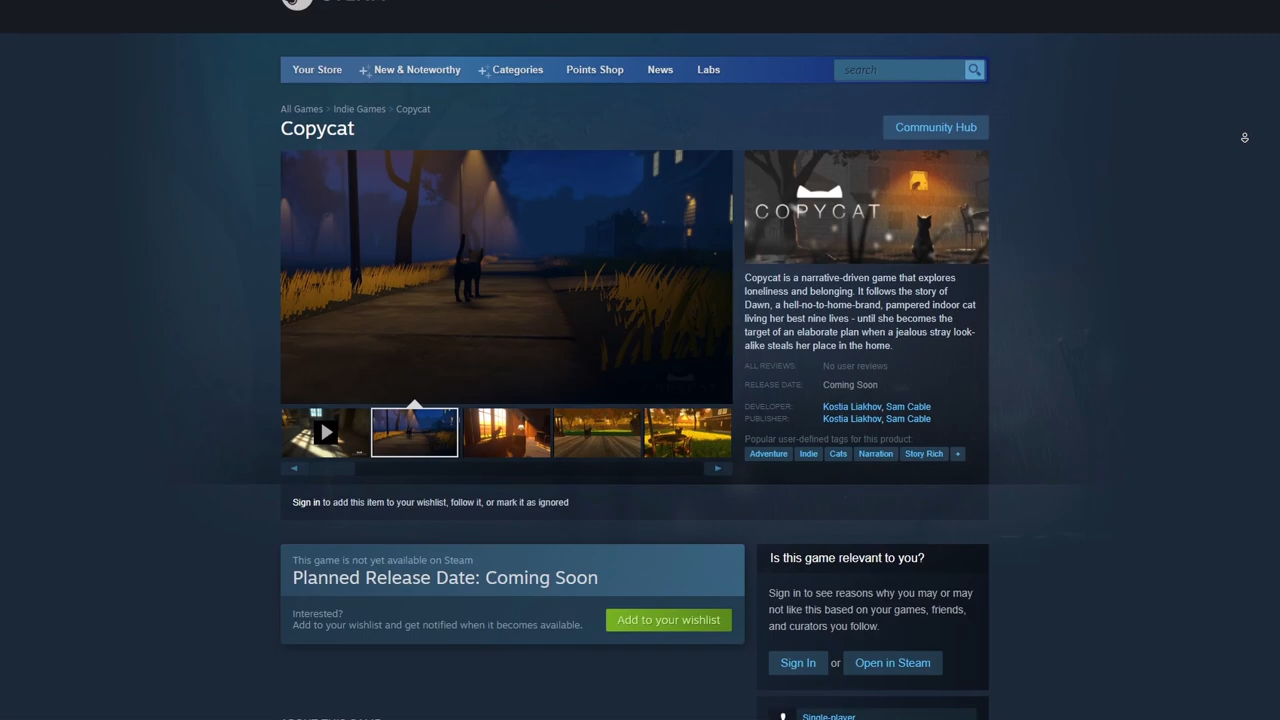 Your Store
New & Noteworthy
Categories
Points Shop
News
Labs
search
All Games > Indie Games > Copycat
Copycat
Community Hub
COPYCAT
Copycat is a narrative-driven game that explores
loneliness and belonging. It follows the story of
Dawn, a hell-no-to-home-brand, pampered indoor cat
living her best nine lives - until she becomes the
target of an elaborate plan when a jealous stray look-
alike steals her place in the home.
ALL REVIEWS: No user reviews
RELEASE DATE: Coming Soon
DEVELOPER: Kostia Liakhov, Sam Cable
PUBLISHER: Kostia Liakhov, Sam Cable
Popular user-defined tags for this product:
Adventure Indie Cats Narration Story Rich +
Sign in to add this item to your wishlist, follow it, or mark it as ignored
This game is not yet available on Steam
Planned Release Date: Coming Soon
Interested?
Add to your wishlist and get notified when it becomes available.
Add to your wishlist
Is this game relevant to you?
Sign in to see reasons why you may or may
not like this based on your games, friends,
and curators you follow.
Sign In or Open in Steam
Single-player